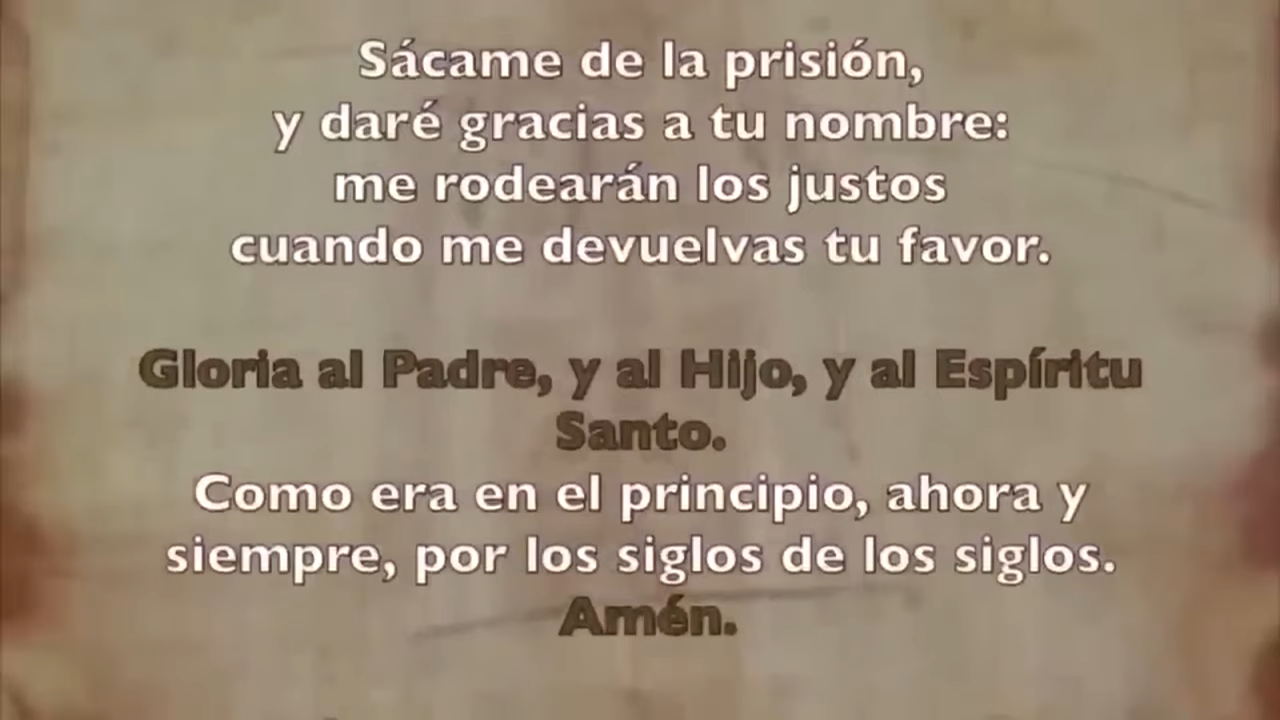 Sácame de la prisión,
y daré gracias a tu nombre:
me rodearán los justos
cuando me devuelvas tu favor.
Gloria al Padre, y al Hijo, y al Espíritu
Santo.
Como era en el principio, ahora y
siempre, por los siglos de los siglos.
Amén.